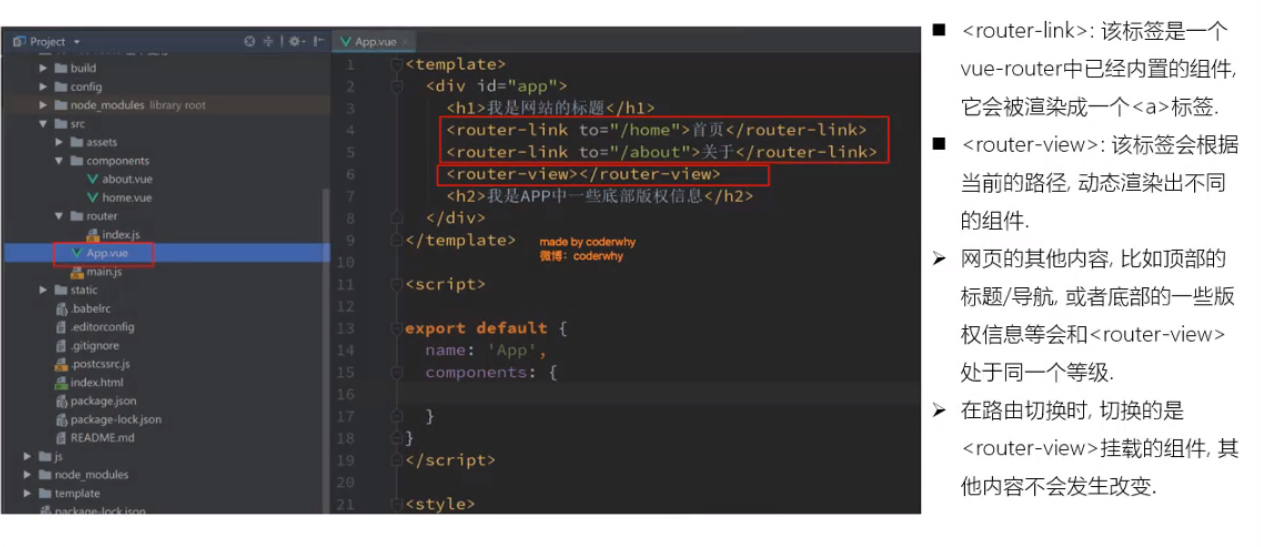 Project
App.vue
build
config
node_modules library root
src
assets
components
about.vue
home.vue
router
index.js
App.vue
main.js
static
.babelrc
.editorconfig
.gitignore
.postcssrc.js
index.html
package.json
package-lock.json
README.md
js
node_modules
template
package-lock.json
1 <template>
2 <div id="app">
3 <h1>我是网站的标题</h1>
4 <router-link to="/home">首页</router-link>
5 <router-link to="/about">关于</router-link>
6 <router-view></router-view>
7 <h2>我是APP中一些底部版权信息</h2>
8 </div>
9 </template>
10
11 <script>
12
13 export default {
14 name: 'App',
15 components: {
16
17 }
18 }
19 </script>
20
21 <style>
made by coderwhy
微博：coderwhy
■ <router-link>: 该标签是一个
vue-router中已经内置的组件,
它会被渲染成一个<a>标签.
■ <router-view>: 该标签会根据
当前的路径, 动态渲染出不同
的组件.
➢ 网页的其他内容, 比如顶部的
标题/导航, 或者底部的一些版
权信息等会和<router-view>
处于同一个等级.
➢ 在路由切换时, 切换的是
<router-view>挂载的组件, 其
他内容不会发生改变.